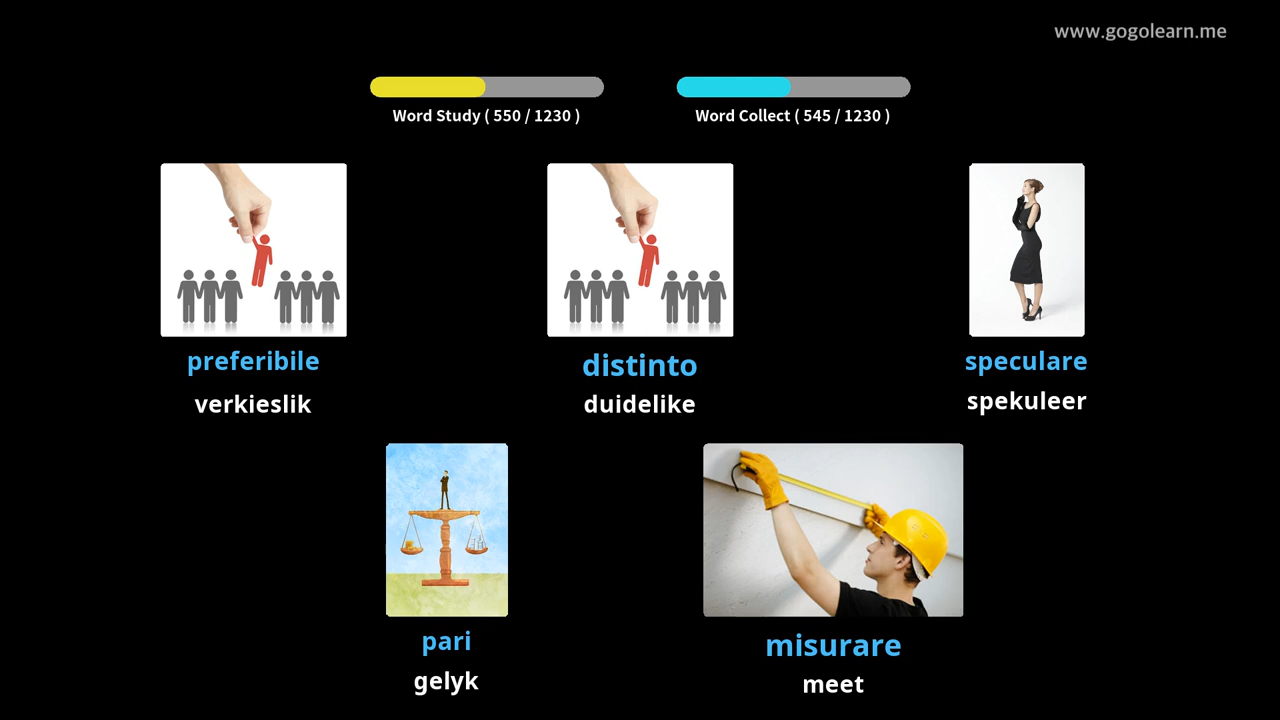 www.gogolearn.me
Word Study ( 550 / 1230 )
Word Collect ( 545 / 1230 )
preferibile
verkieslik
distinto
duidelike
speculare
spekuleer
pari
gelyk
misurare
meet